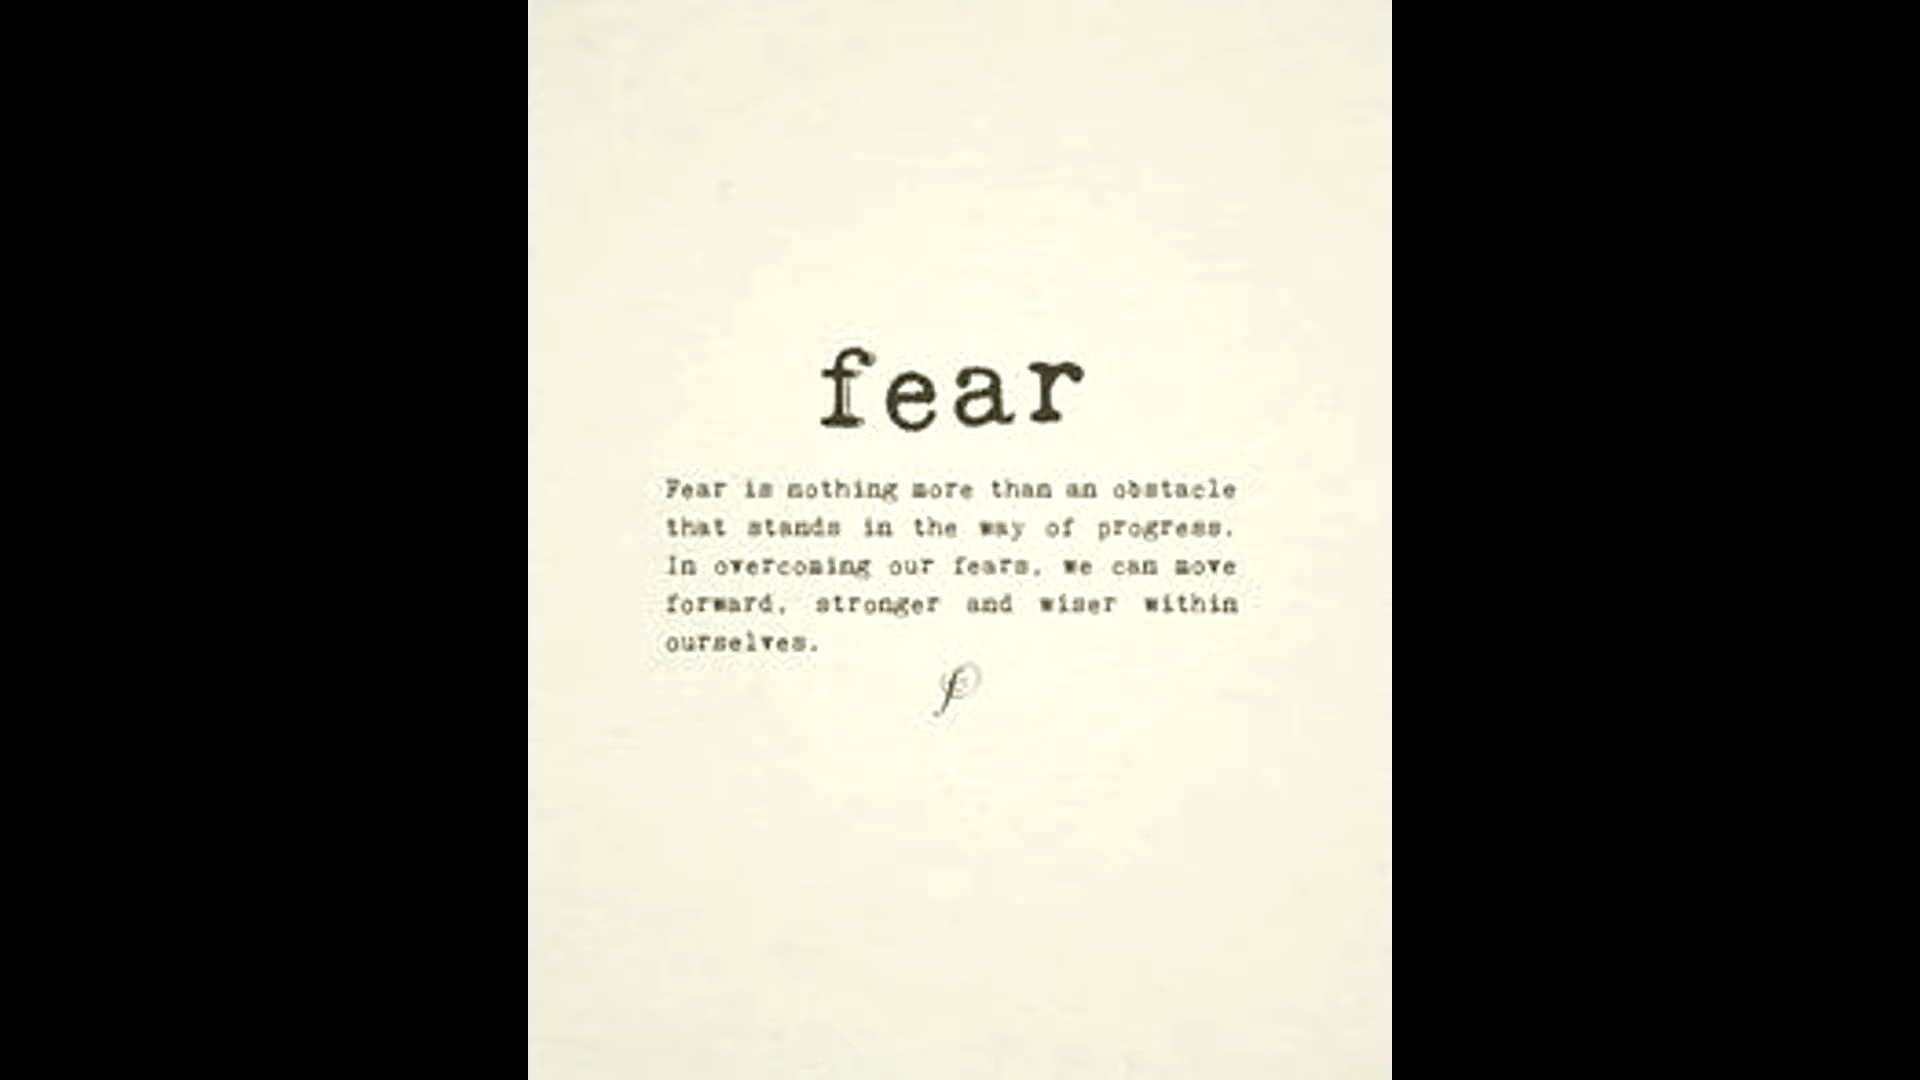 fear
Fear is nothing more than an obstacle
that stands in the way of progress.
In overcoming our fears, we can move
forward, stronger and wiser within
ourselves.